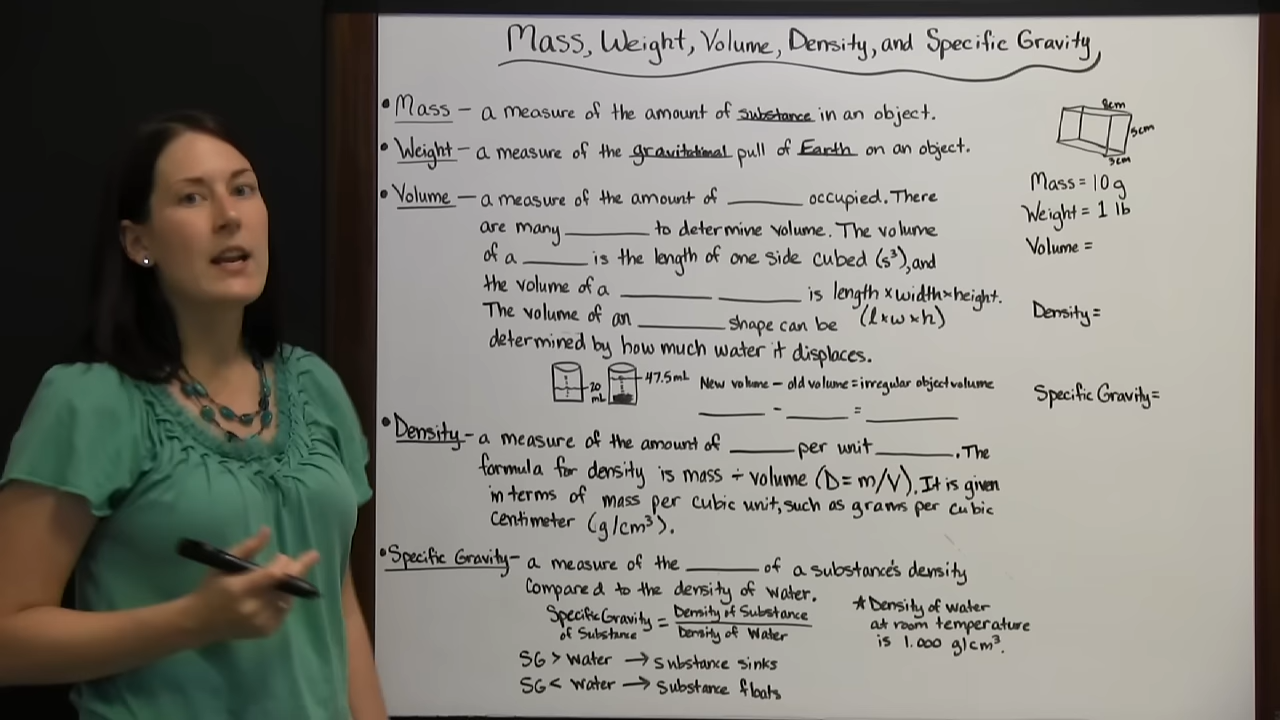 Mass, Weight, Volume, Density, and Specific Gravity
• Mass – a measure of the amount of substance in an object.
• Weight – a measure of the gravitational pull of Earth on an object.
• Volume – a measure of the amount of ______ occupied. There
are many ______ to determine volume. The volume
of a ______ is the length of one side cubed (s³), and
the volume of a ______ ______ is length x width x height.
The volume of an ______ shape can be (l x w x h)
determined by how much water it displaces.
20 mL
47.5mL
New volume – old volume = irregular object volume
______ - ______ = ______
• Density – a measure of the amount of ______ per unit ______. The
formula for density is mass ÷ volume (D = m/V). It is given
in terms of mass per cubic unit, such as grams per cubic
centimeter (g/cm³).
• Specific Gravity – a measure of the ______ of a substance's density
compared to the density of water.
Specific Gravity of Substance = Density of Substance / Density of Water
SG > water → substance sinks
SG < water → substance floats
* Density of water
at room temperature
is 1.000 g/cm³.
5cm
3cm
Mass = 10g
Weight = 1 lb
Volume =
Density =
Specific Gravity =